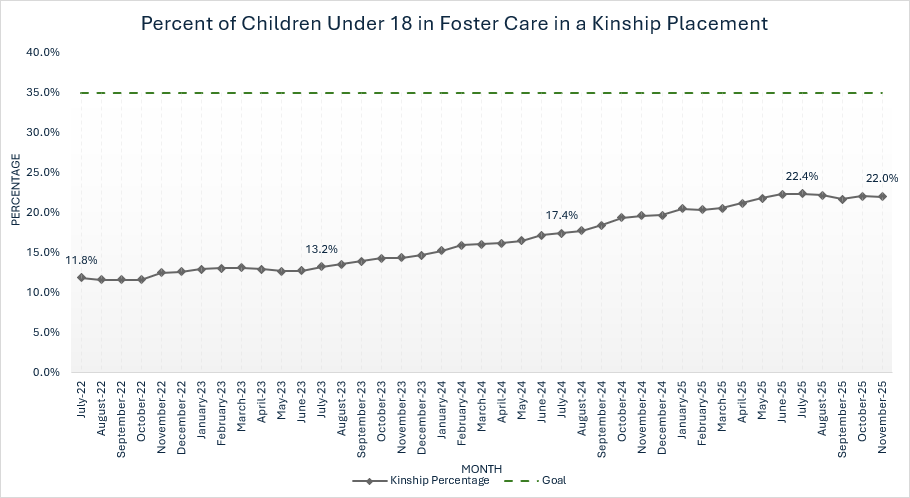 Percent of Children Under 18 in Foster Care in a Kinship Placement
40.0%
35.0%
30.0%
25.0%
20.0%
15.0%
10.0%
5.0%
0.0%
PERCENTAGE
11.8%
13.2%
17.4%
22.4%
22.0%
July-22
August-22
September-22
October-22
November-22
December-22
January-23
February-23
March-23
April-23
May-23
June-23
July-23
August-23
September-23
October-23
November-23
December-23
January-24
February-24
March-24
April-24
May-24
June-24
July-24
August-24
September-24
October-24
November-24
December-24
January-25
February-25
March-25
April-25
May-25
June-25
July-25
August-25
September-25
October-25
November-25
MONTH
Kinship Percentage
Goal